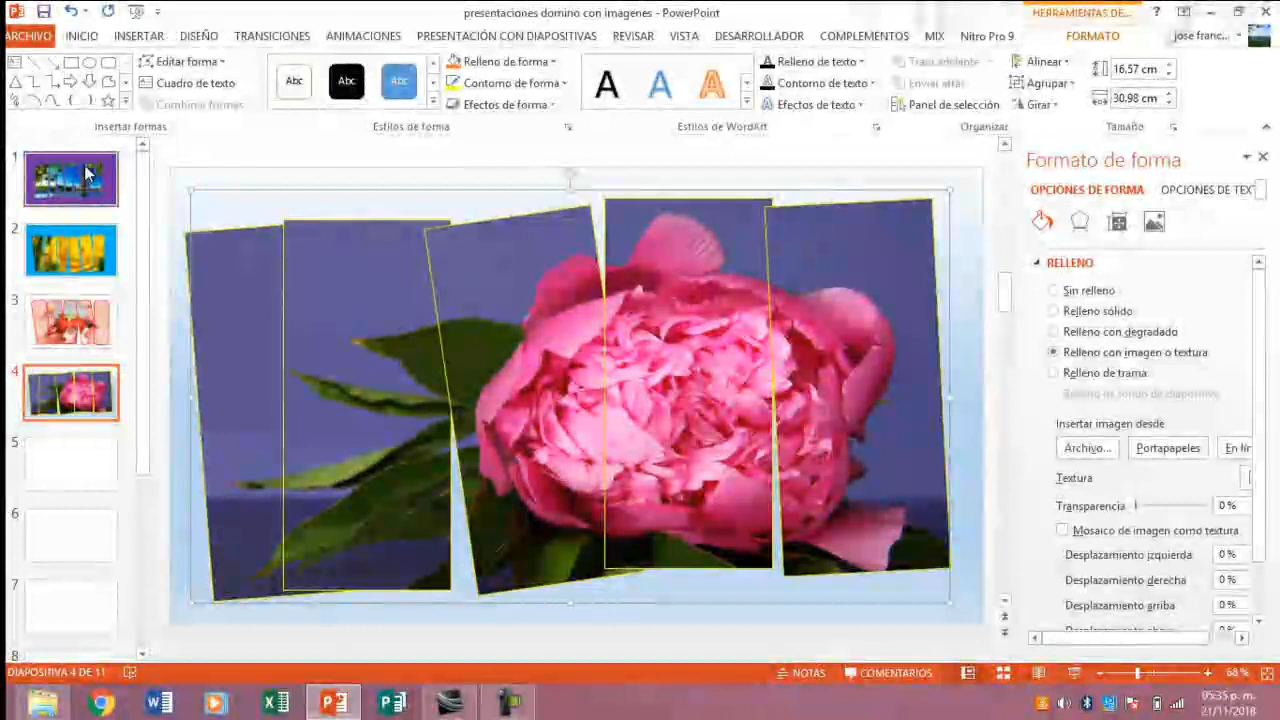 presentaciones domino con imagenes - PowerPoint
HERRAMIENTAS DE...
ARCHIVO INICIO INSERTAR DISEÑO TRANSICIONES ANIMACIONES PRESENTACIÓN CON DIAPOSITIVAS REVISAR VISTA DESARROLLADOR COMPLEMENTOS MIX Nitro Pro 9 FORMATO jose franc...
Editar forma
Cuadro de texto
Combinar formas
Insertar formas
Abc Abc Abc
Relleno de forma
Contorno de forma
Efectos de forma
Estilos de forma
A A A
Relleno de texto
Contorno de texto
Efectos de texto
Estilos de WordArt
Traer adelante
Enviar atrás
Panel de selección
Alinear
Agrupar
Girar
Organizar
16.57 cm
30.98 cm
Tamaño
1
2
3
4
5
6
7
8
Formato de forma
OPCIONES DE FORMA OPCIONES DE TEX
RELLENO
Sin relleno
Relleno sólido
Relleno con degradado
Relleno con imagen o textura
Relleno de trama
Relleno de fondo de diapositiva
Insertar imagen desde
Archivo... Portapapeles En lín
Textura
Transparencia 0 %
Mosaico de imagen como textura
Desplazamiento izquierda 0 %
Desplazamiento derecha 0 %
Desplazamiento arriba 0 %
DIAPOSITIVA 4 DE 11 NOTAS COMENTARIOS 68 %
05:35 p. m.
21/11/2018